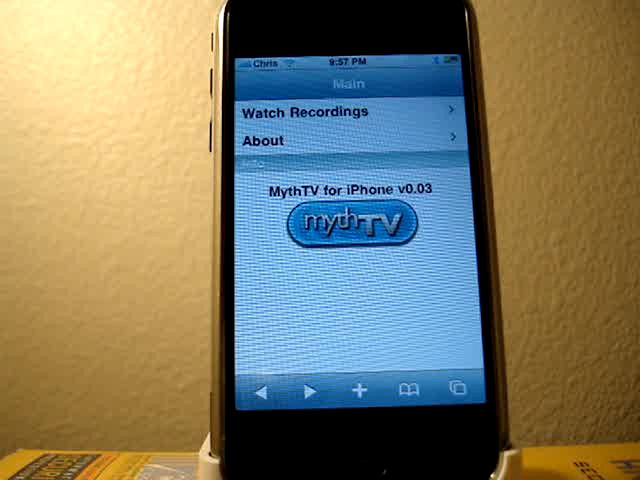 Chris 9:57 PM
Main
Watch Recordings
About
MythTV for iPhone v0.03
mythTV